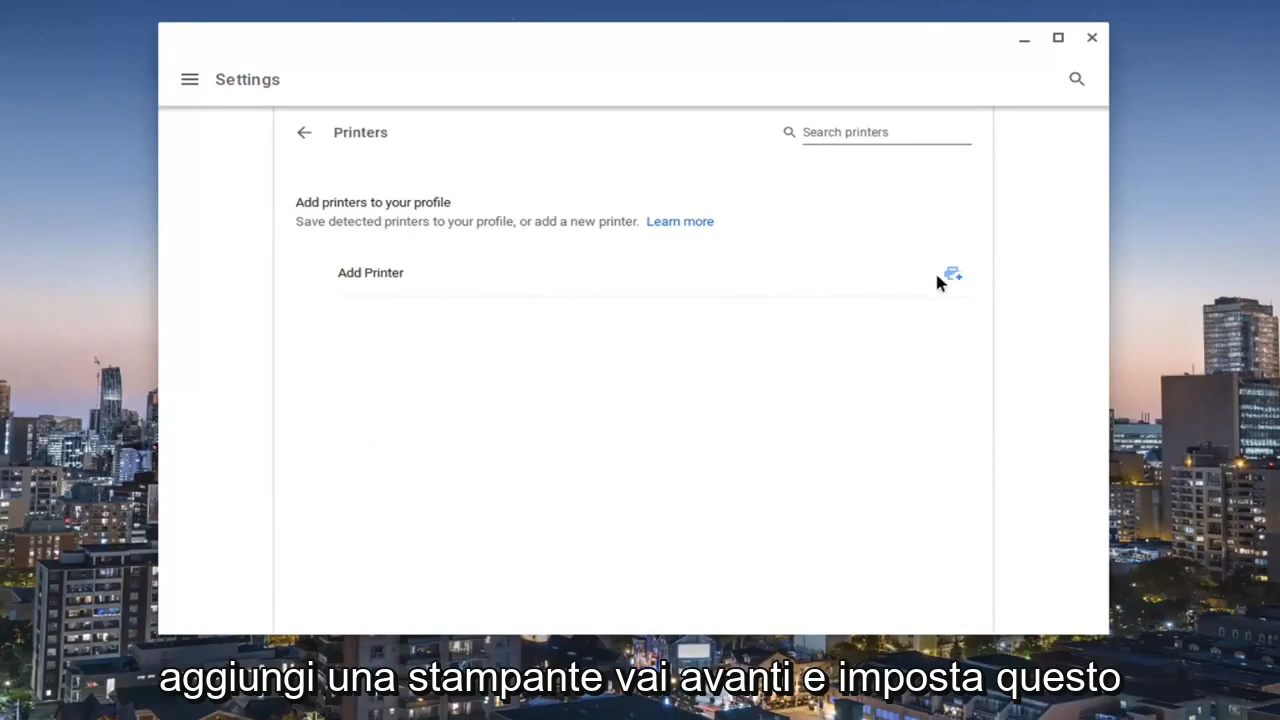 Settings
Printers
Search printers
Add printers to your profile
Save detected printers to your profile, or add a new printer. Learn more
Add Printer
aggiungi una stampante vai avanti e imposta questo